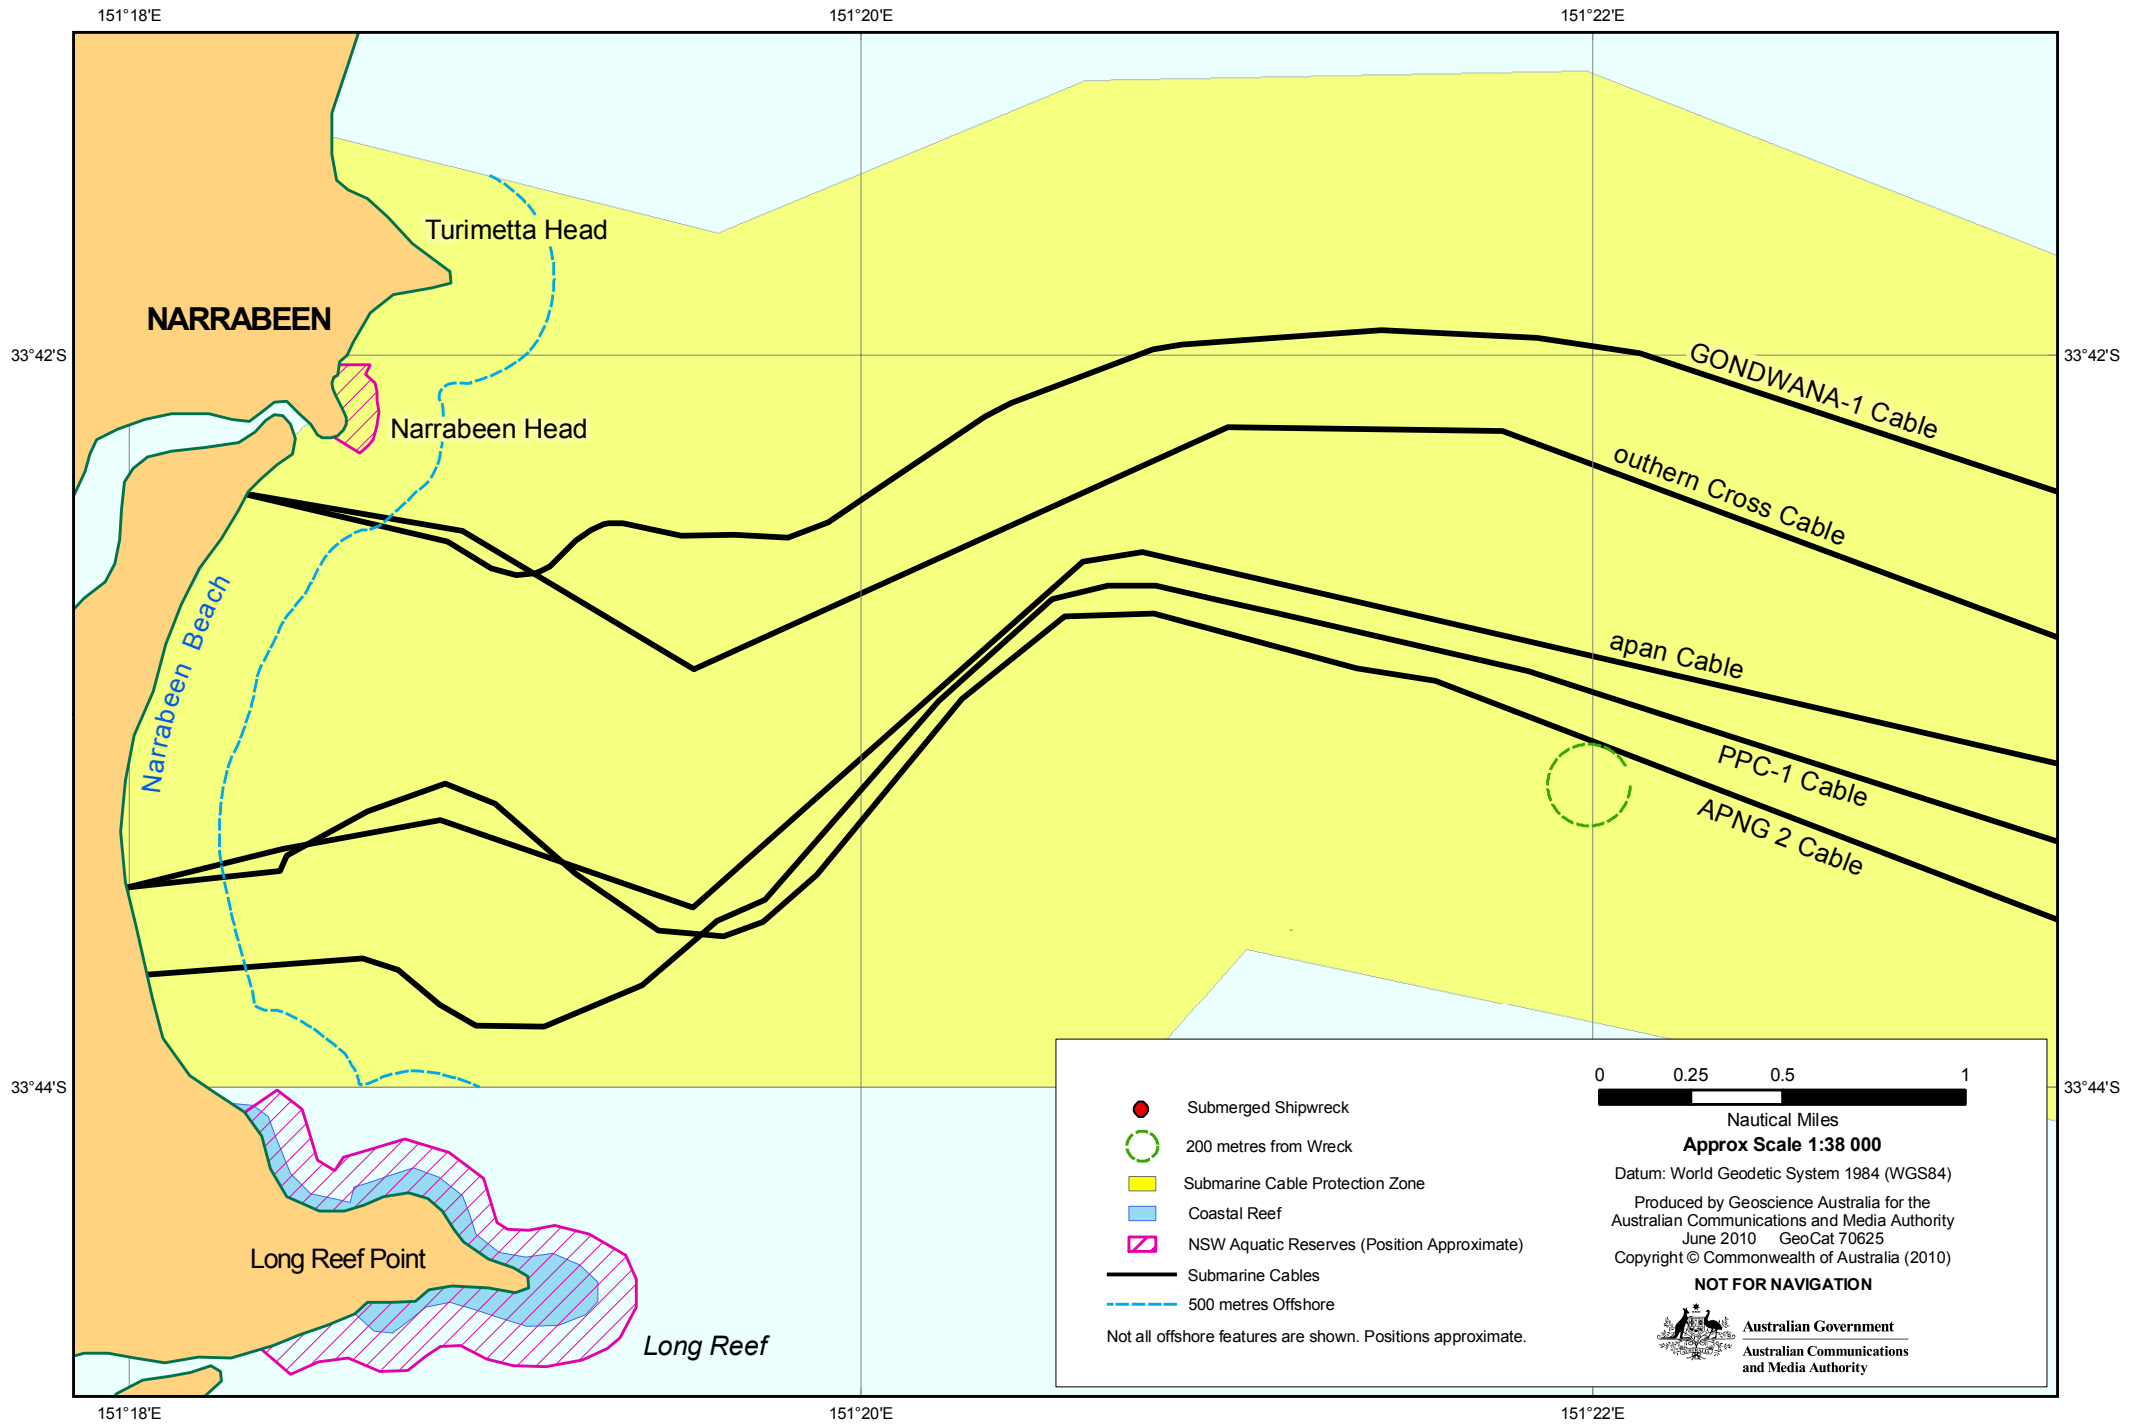 151°18'E
151°20'E
151°22'E
Turimetta Head
NARRABEEN
33°42'S
33°42'S
GONDWANA-1 Cable
Narrabeen Head
outhern Cross Cable
Narrabeen Beach
apan Cable
PPC-1 Cable
APNG 2 Cable
33°44'S
33°44'S
Long Reef Point
Long Reef
Submerged Shipwreck
200 metres from Wreck
Submarine Cable Protection Zone
Coastal Reef
NSW Aquatic Reserves (Position Approximate)
Submarine Cables
500 metres Offshore
Not all offshore features are shown. Positions approximate.
0 0.25 0.5 1
Nautical Miles
Approx Scale 1:38 000
Datum: World Geodetic System 1984 (WGS84)
Produced by Geoscience Australia for the
Australian Communications and Media Authority
June 2010 GeoCat 70625
Copyright © Commonwealth of Australia (2010)
NOT FOR NAVIGATION
Australian Government
Australian Communications
and Media Authority
151°18'E
151°20'E
151°22'E